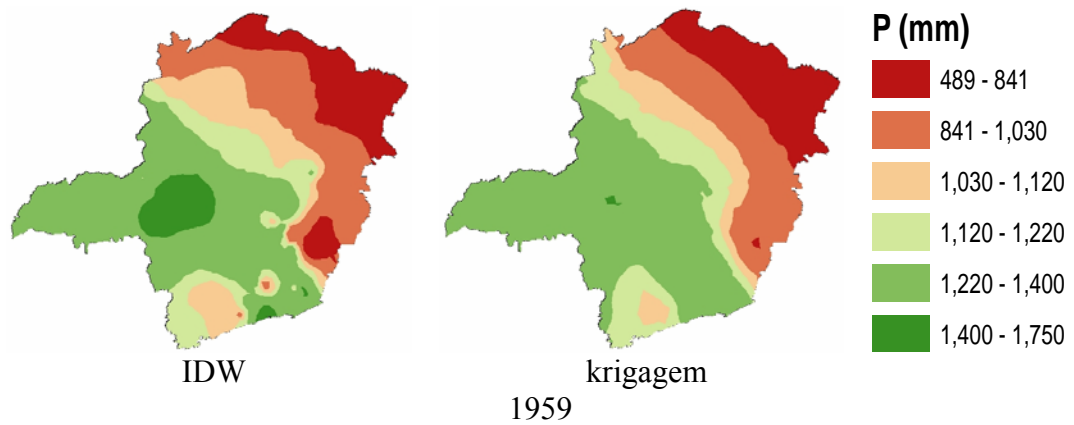 P (mm)
489 - 841
841 - 1,030
1,030 - 1,120
1,120 - 1,220
1,220 - 1,400
1,400 - 1,750
IDW
krigagem
1959